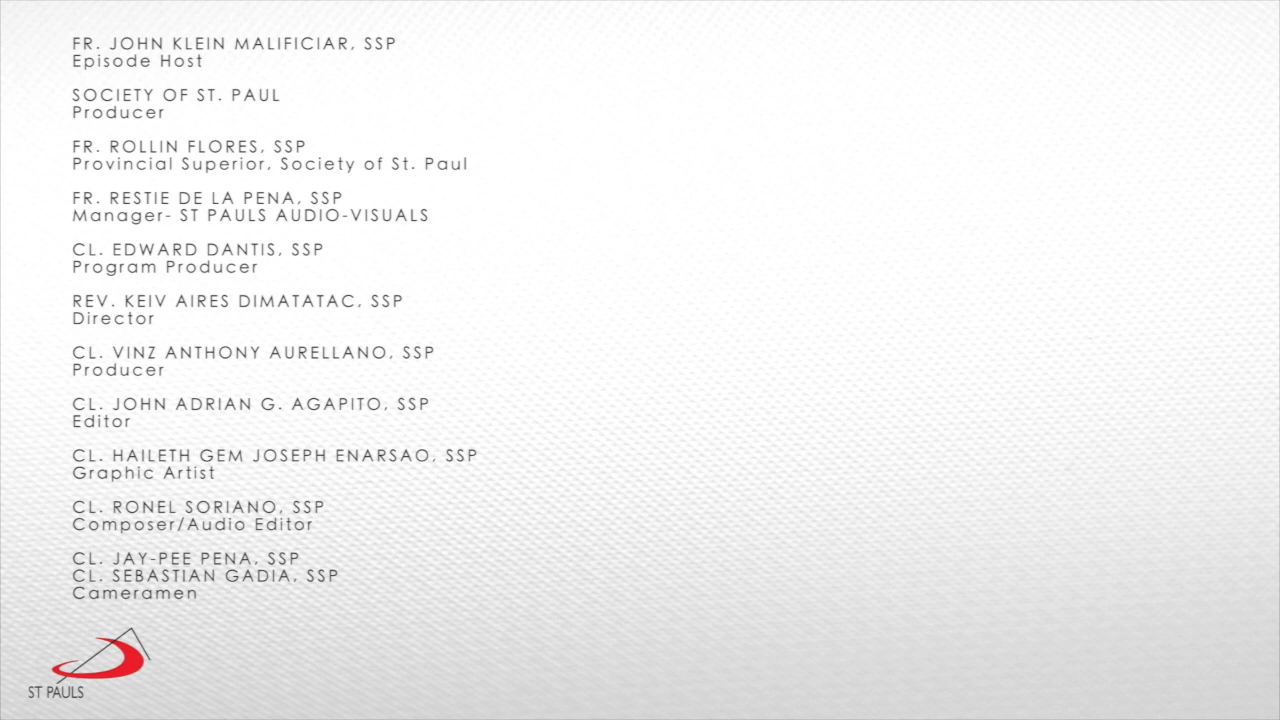 FR. JOHN KLEIN MALIFICIAR, SSP
Episode Host
SOCIETY OF ST. PAUL
Producer
FR. ROLLIN FLORES, SSP
Provincial Superior, Society of St. Paul
FR. RESTIE DE LA PENA, SSP
Manager- ST PAULS AUDIO-VISUALS
CL. EDWARD DANTIS, SSP
Program Producer
REV. KEIV AIRES DIMATATAC, SSP
Director
CL. VINZ ANTHONY AURELLANO, SSP
Producer
CL. JOHN ADRIAN G. AGAPITO, SSP
Editor
CL. HAILETH GEM JOSEPH ENARSAO, SSP
Graphic Artist
CL. RONEL SORIANO, SSP
Composer/Audio Editor
CL. JAY-PEE PENA, SSP
CL. SEBASTIAN GADIA, SSP
Cameramen
ST PAULS